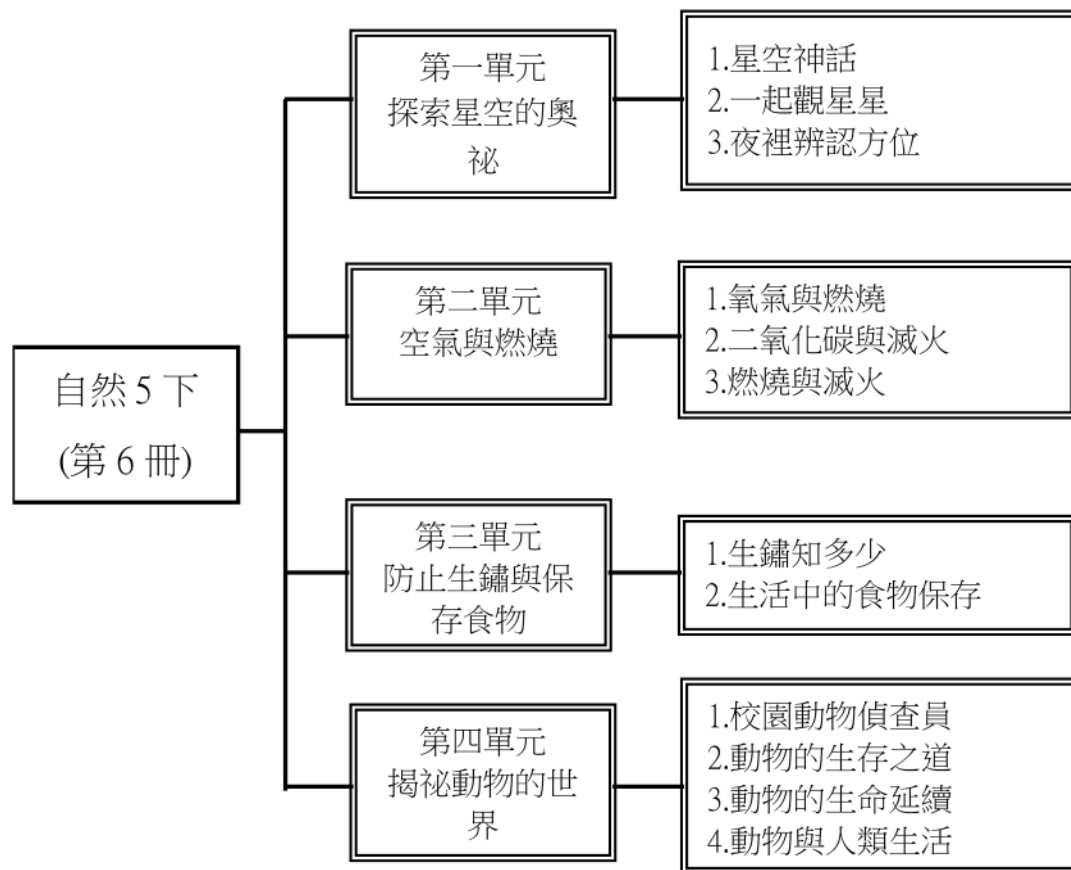 自然 5 下
(第 6 冊)
第一單元
探索星空的奧
祕
1.星空神話
2.一起觀星星
3.夜裡辨認方位
第二單元
空氣與燃燒
1.氧氣與燃燒
2.二氧化碳與滅火
3.燃燒與滅火
第三單元
防止生鏽與保
存食物
1.生鏽知多少
2.生活中的食物保存
第四單元
揭祕動物的世
界
1.校園動物偵查員
2.動物的生存之道
3.動物的生命延續
4.動物與人類生活